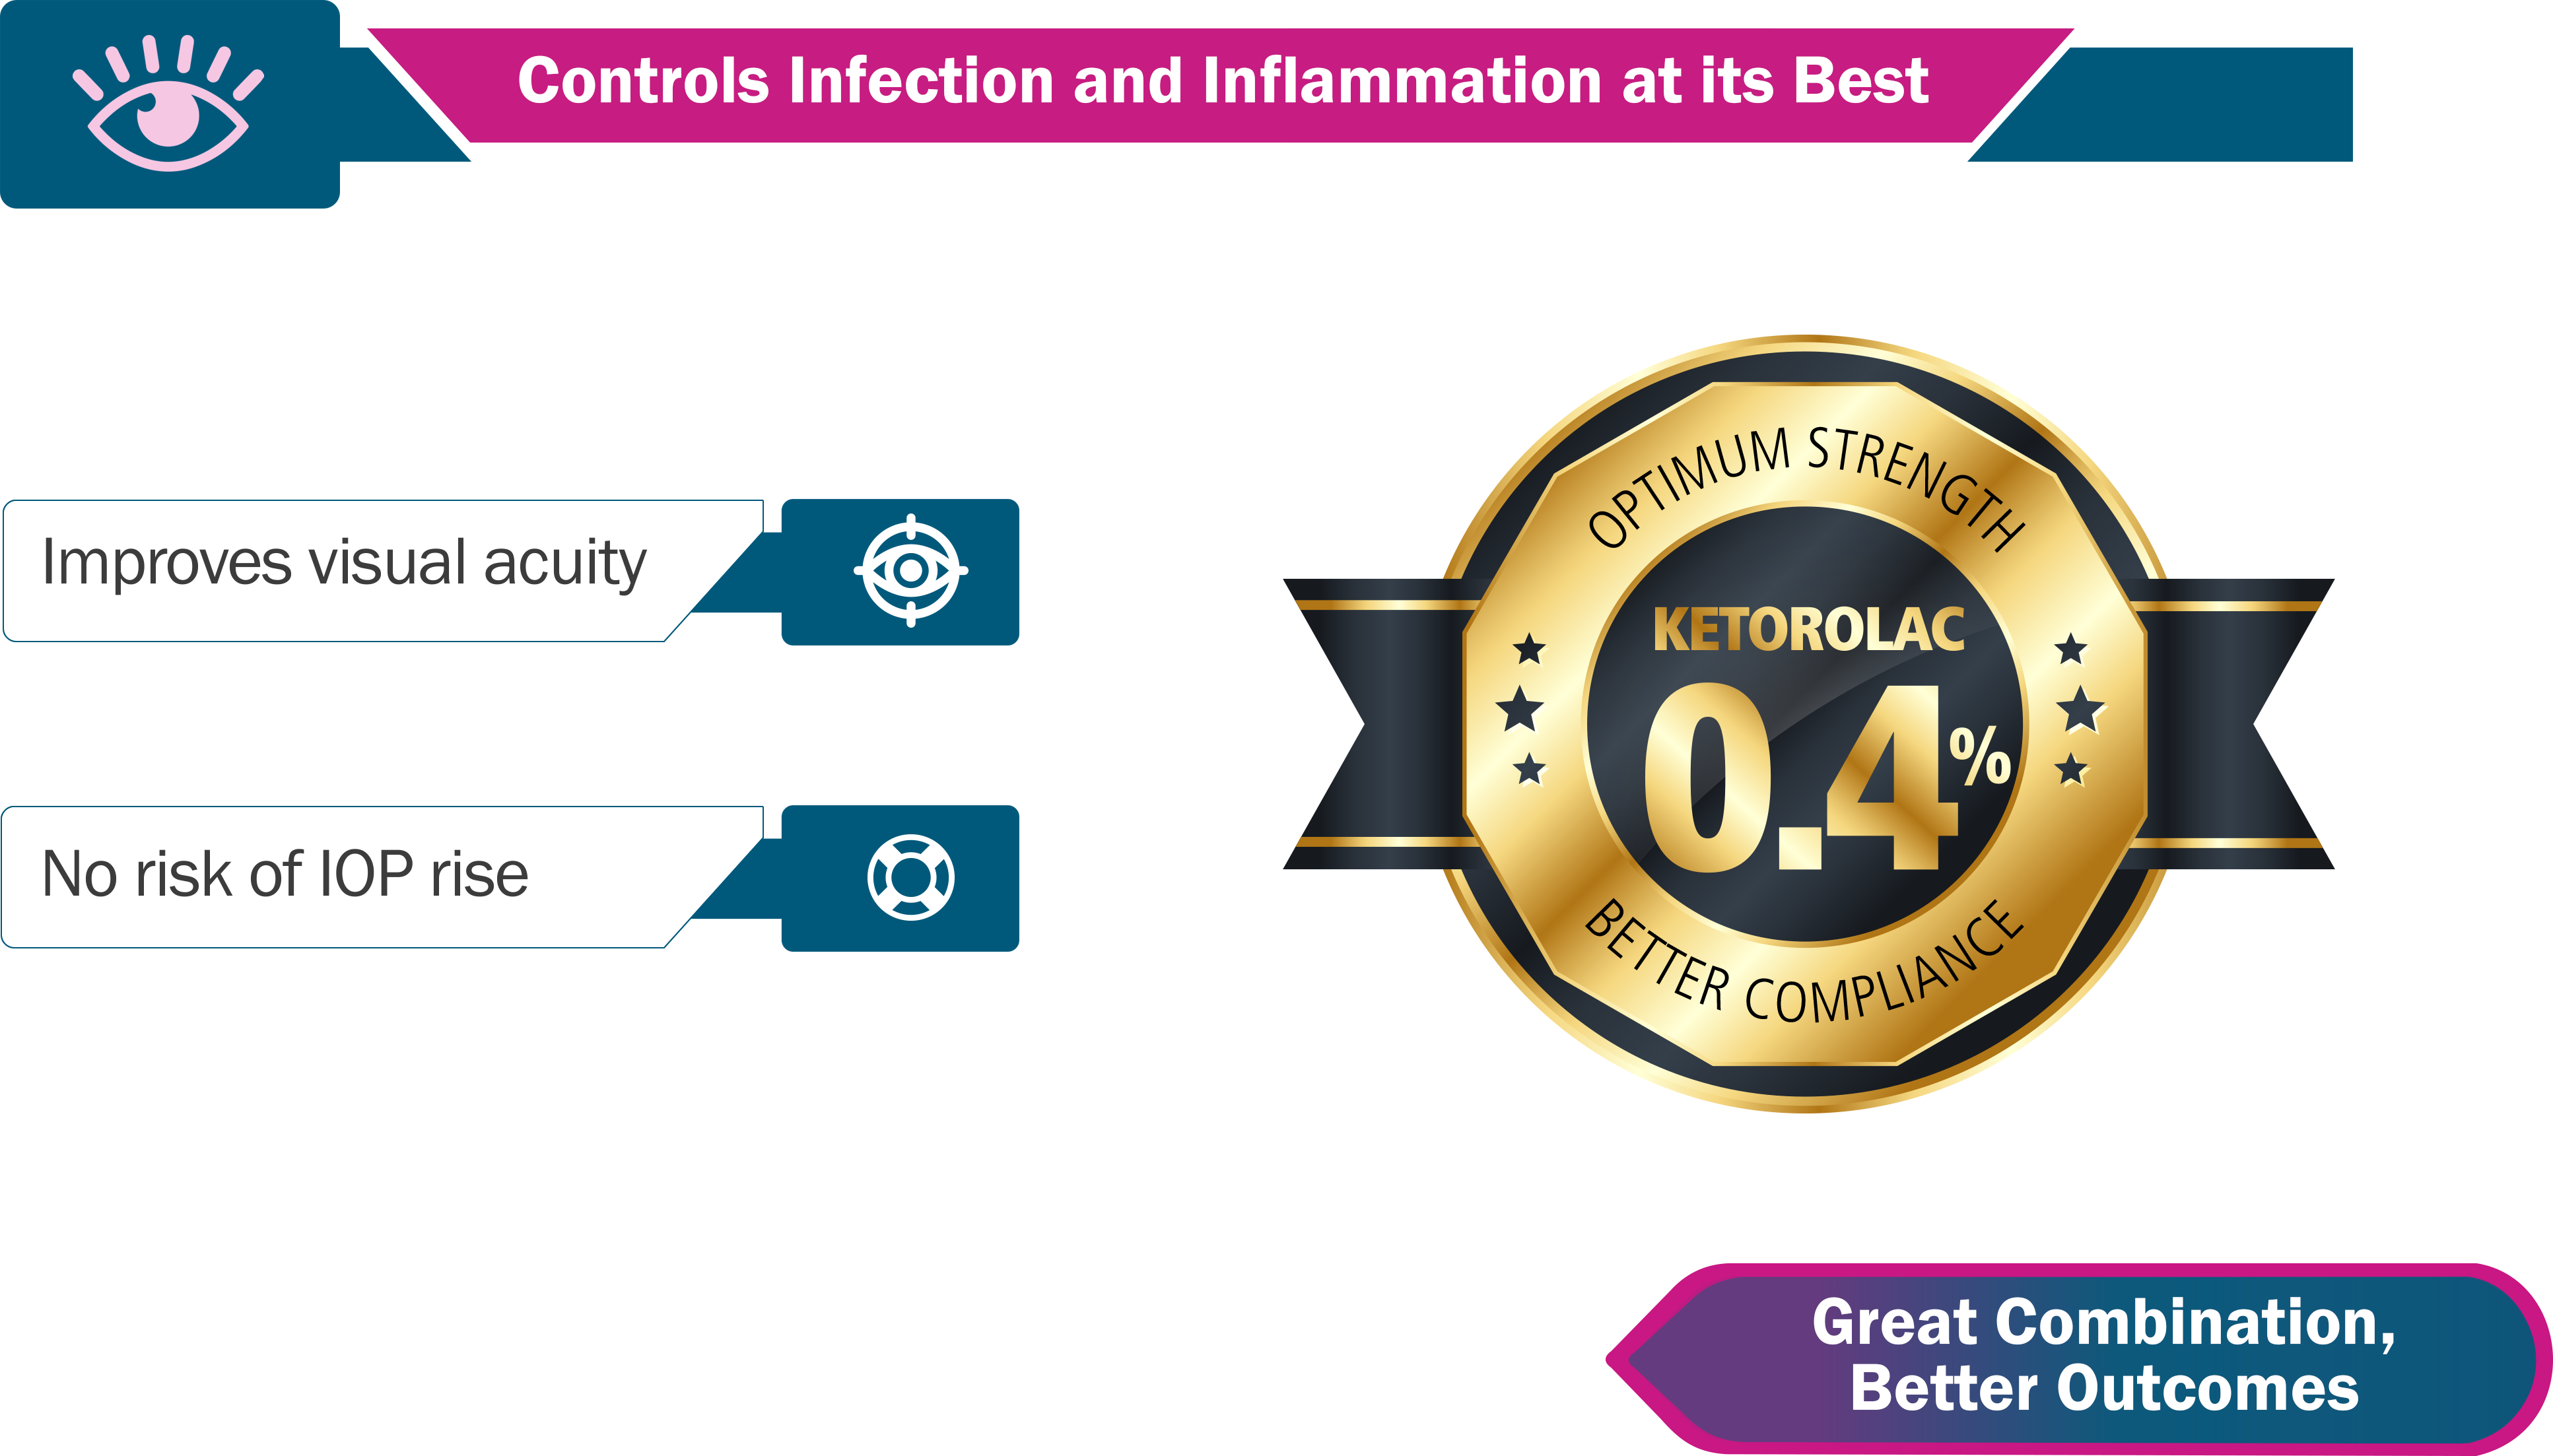 Controls Infection and Inflammation at its Best
Improves visual acuity
No risk of IOP rise
OPTIMUM STRENGTH
KETOROLAC
0.4%
BETTER COMPLIANCE
Great Combination,
Better Outcomes